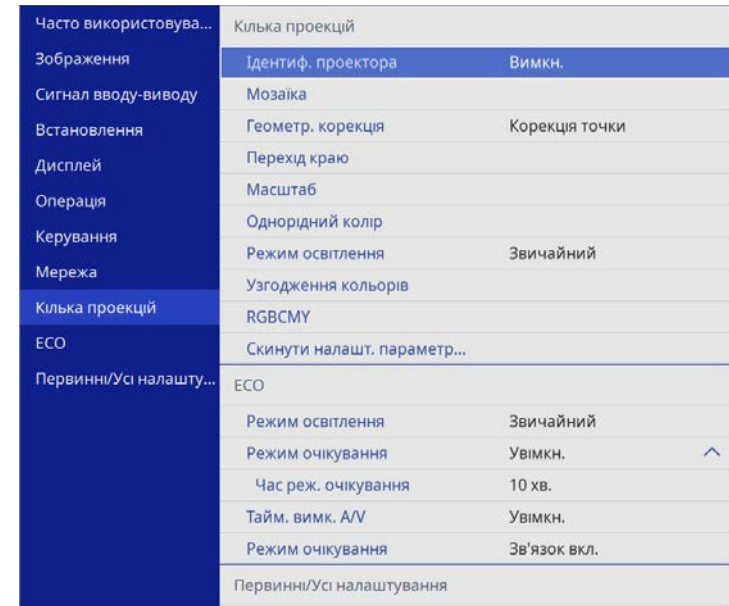 Часто використовува...
Зображення
Сигнал вводу-виводу
Встановлення
Дисплей
Операція
Керування
Мережа
Кілька проекцій
ECO
Первинні/Усі налашту...
Кілька проекцій
Ідентиф. проектора Вимкн.
Мозаїка
Геометр. корекція Корекція точки
Перехід краю
Масштаб
Однорідний колір
Режим освітлення Звичайний
Узгодження кольорів
RGBCMY
Скинути налашт. параметр...
ECO
Режим освітлення Звичайний
Режим очікування Увімкн.
Час реж. очікування 10 хв.
Тайм. вимк. A/V Увімкн.
Режим очікування Зв'язок вкл.
Первинні/Усі налаштування